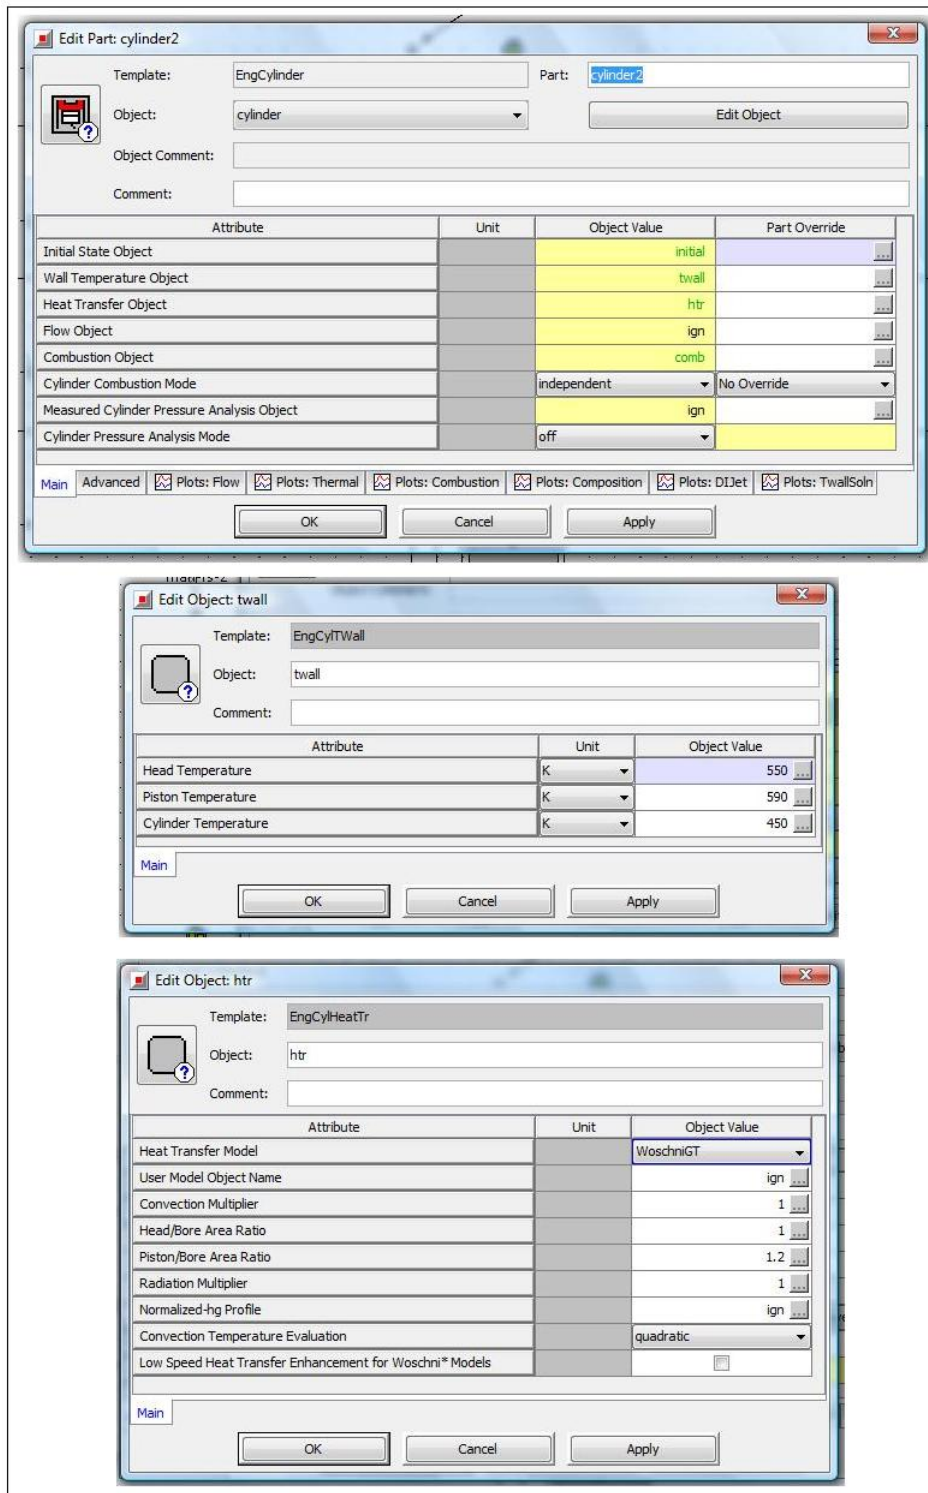 Edit Part: cylinder2
Template: EngCylinder Part: cylinder2
Object: cylinder Edit Object
Object Comment:
Comment:
Attribute Unit Object Value Part Override
Initial State Object initial ...
Wall Temperature Object twall ...
Heat Transfer Object htr ...
Flow Object ign ...
Combustion Object comb ...
Cylinder Combustion Mode independent No Override
Measured Cylinder Pressure Analysis Object ign ...
Cylinder Pressure Analysis Mode off
Main Advanced Plots: Flow Plots: Thermal Plots: Combustion Plots: Composition Plots: DIJet Plots: TwallSoln
OK Cancel Apply
Edit Object: twall
Template: EngCylTWall
Object: twall
Comment:
Attribute Unit Object Value
Head Temperature K 550 ...
Piston Temperature K 590 ...
Cylinder Temperature K 450 ...
Main
OK Cancel Apply
Edit Object: htr
Template: EngCylHeatTr
Object: htr
Comment:
Attribute Unit Object Value
Heat Transfer Model WoschniGT
User Model Object Name ign ...
Convection Multiplier 1 ...
Head/Bore Area Ratio 1 ...
Piston/Bore Area Ratio 1.2 ...
Radiation Multiplier 1 ...
Normalized-hg Profile ign ...
Convection Temperature Evaluation quadratic
Low Speed Heat Transfer Enhancement for Woschni* Models
Main
OK Cancel Apply